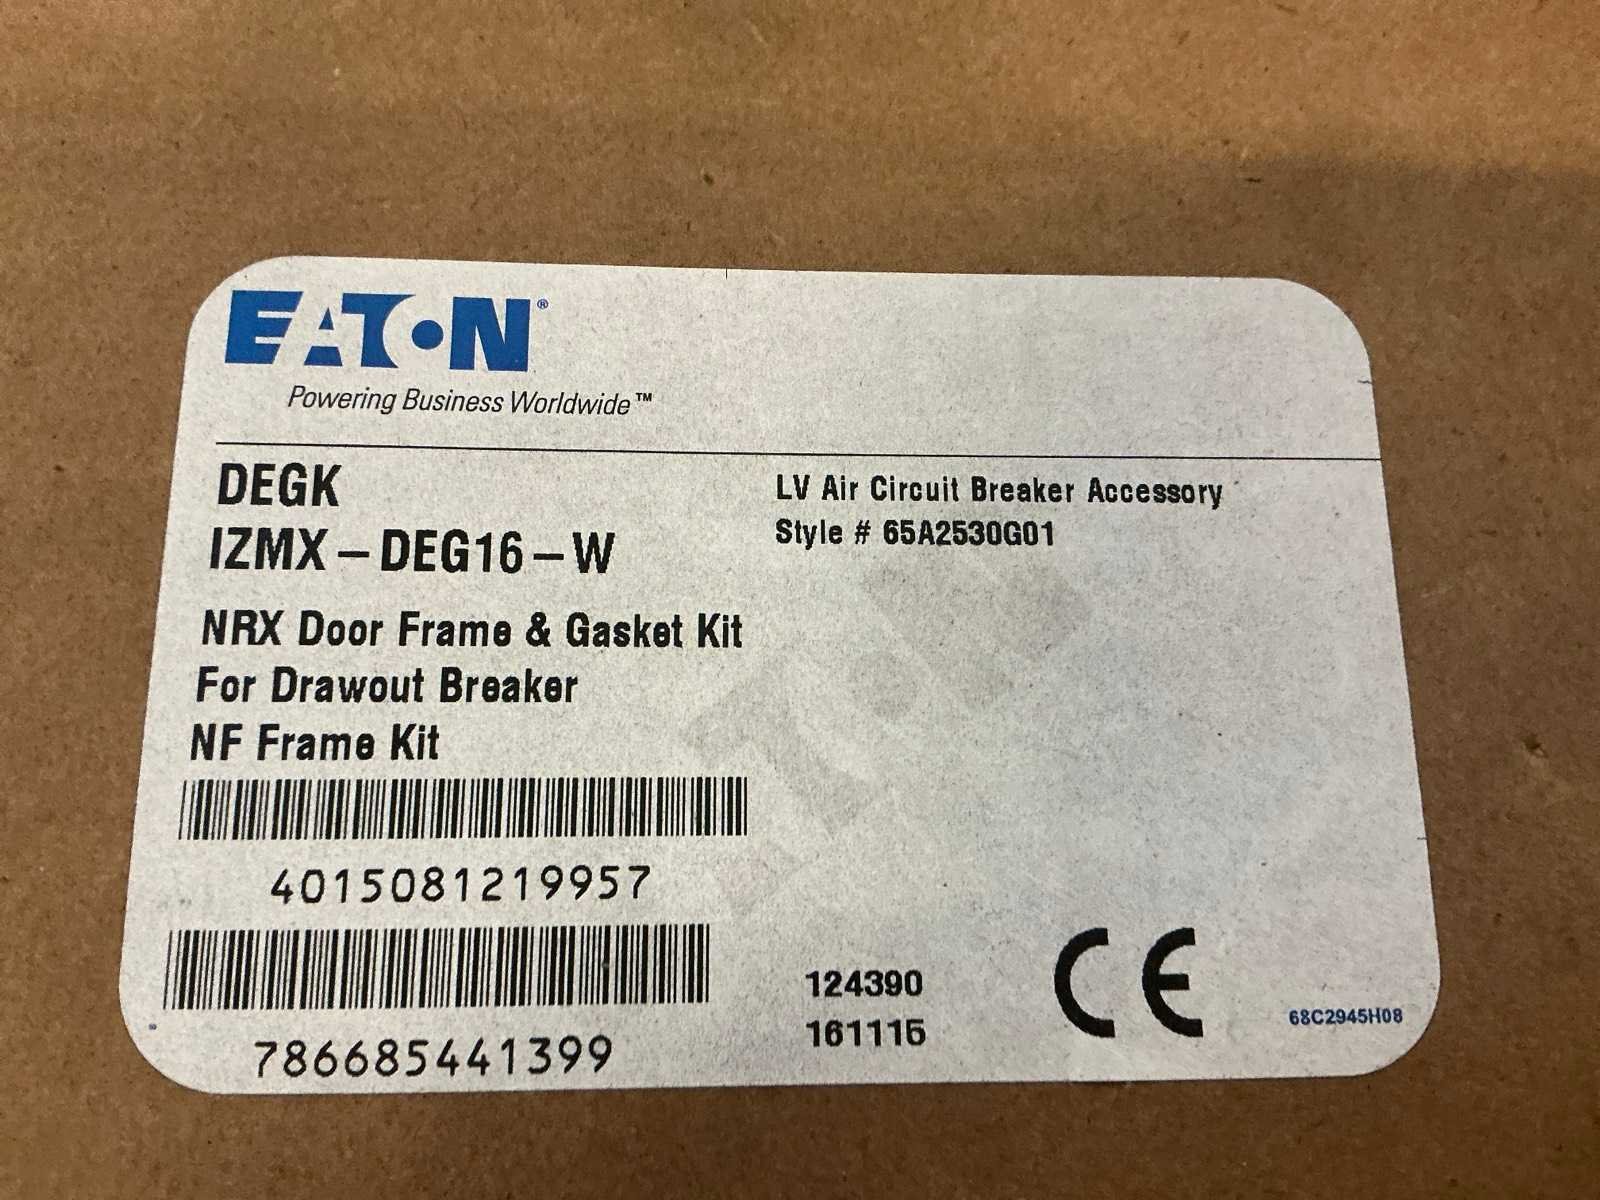 EATON®
Powering Business Worldwide™
DEGK
IZMX-DEG16-W
NRX Door Frame & Gasket Kit
For Drawout Breaker
NF Frame Kit
LV Air Circuit Breaker Accessory
Style # 65A2530G01
4015081219957
786685441399
124390
161115
CE
68C2945H08